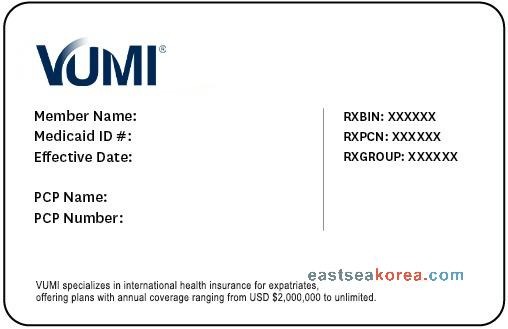 VUMI®
Member Name:
Medicaid ID #:
Effective Date:
PCP Name:
PCP Number:
RXBIN: XXXXXX
RXPCN: XXXXXX
RXGROUP: XXXXXX
eastseakorea.com
VUMI specializes in international health insurance for expatriates,
offering plans with annual coverage ranging from USD $2,000,000 to unlimited.